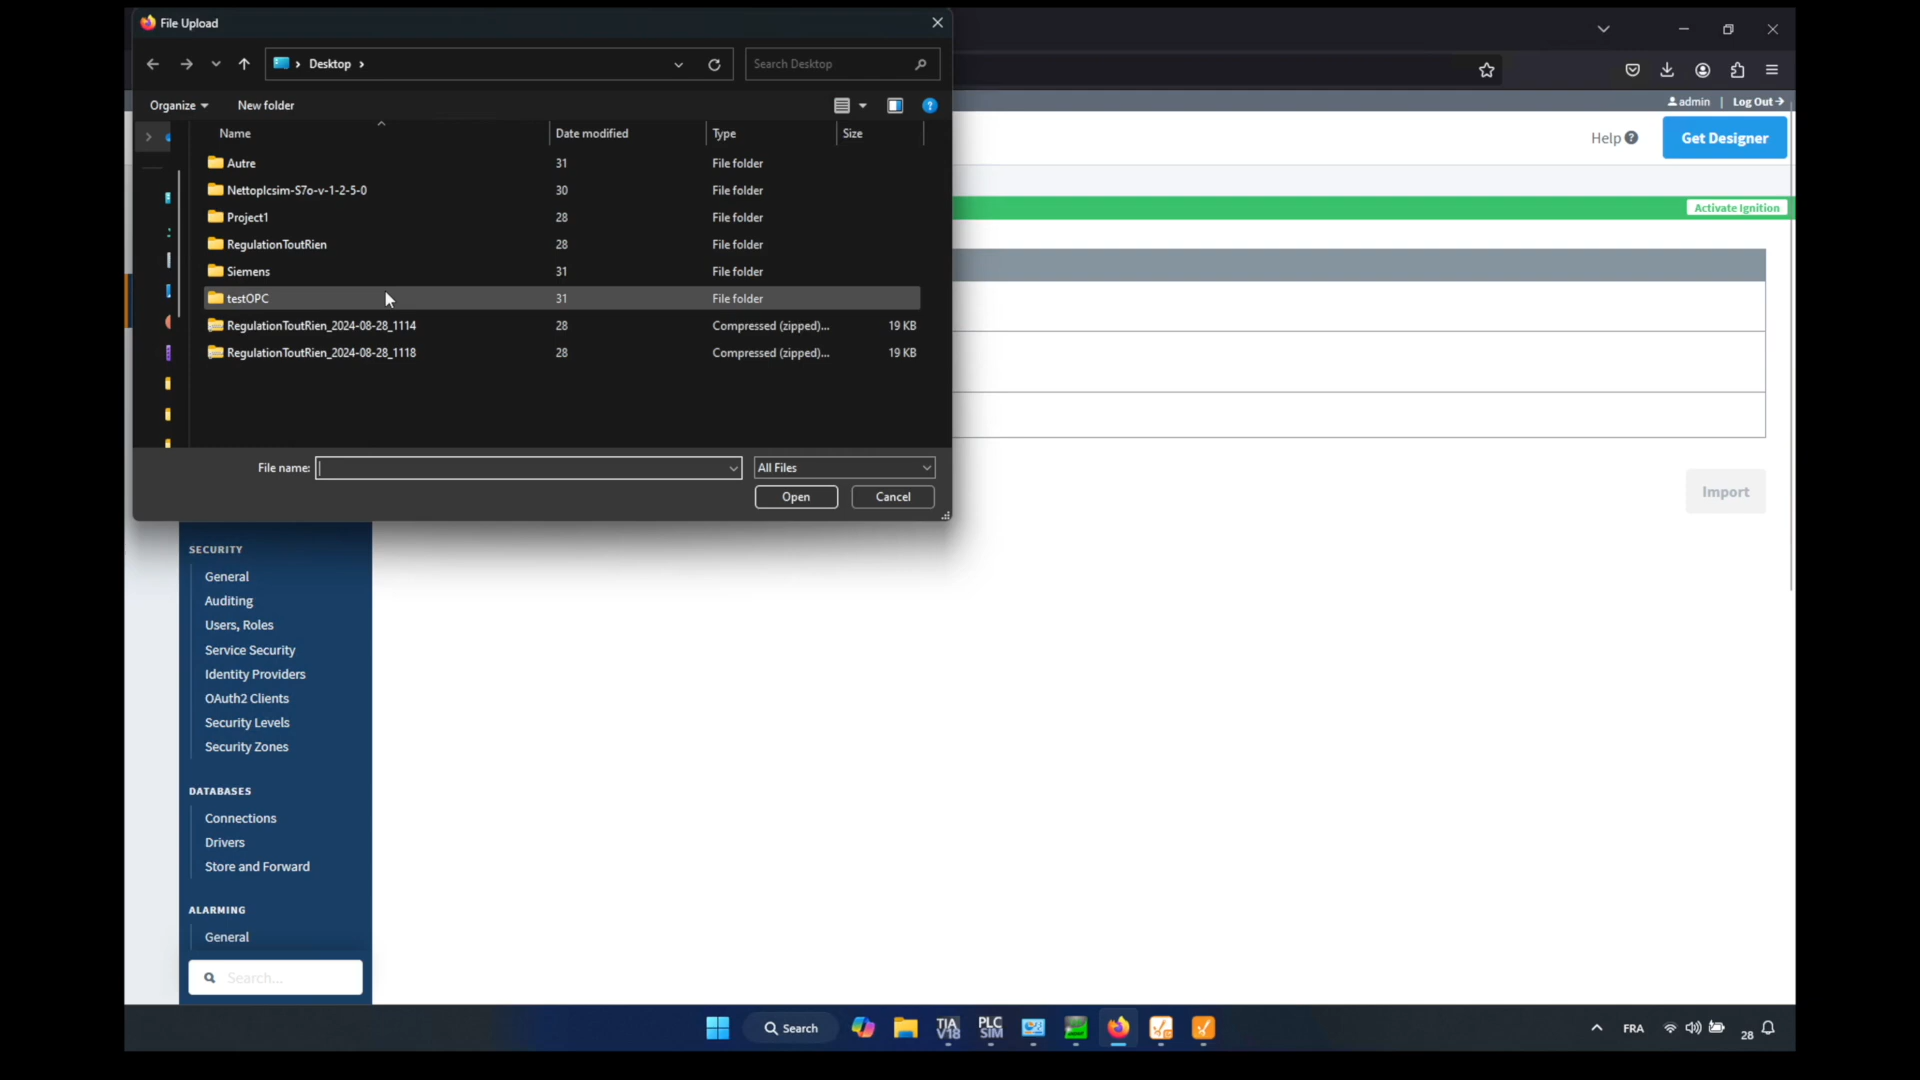 File Upload
Desktop
Search Desktop
Organize
New folder
Name Date modified Type Size
Autre 31 File folder
Nettoplcsim-S7o-v-1-2-5-0 30 File folder
Project1 28 File folder
RegulationToutRien 28 File folder
Siemens 31 File folder
testOPC 31 File folder
RegulationToutRien_2024-08-28_1114 28 Compressed (zipped)... 19 KB
RegulationToutRien_2024-08-28_1118 28 Compressed (zipped)... 19 KB
File name:
All Files
Open
Cancel
admin | Log Out
Help
Get Designer
Activate Ignition
Import
SECURITY
General
Auditing
Users, Roles
Service Security
Identity Providers
OAuth2 Clients
Security Levels
Security Zones
DATABASES
Connections
Drivers
Store and Forward
ALARMING
General
Search...
Search
TIA
V18
PLC
SIM
FRA
28